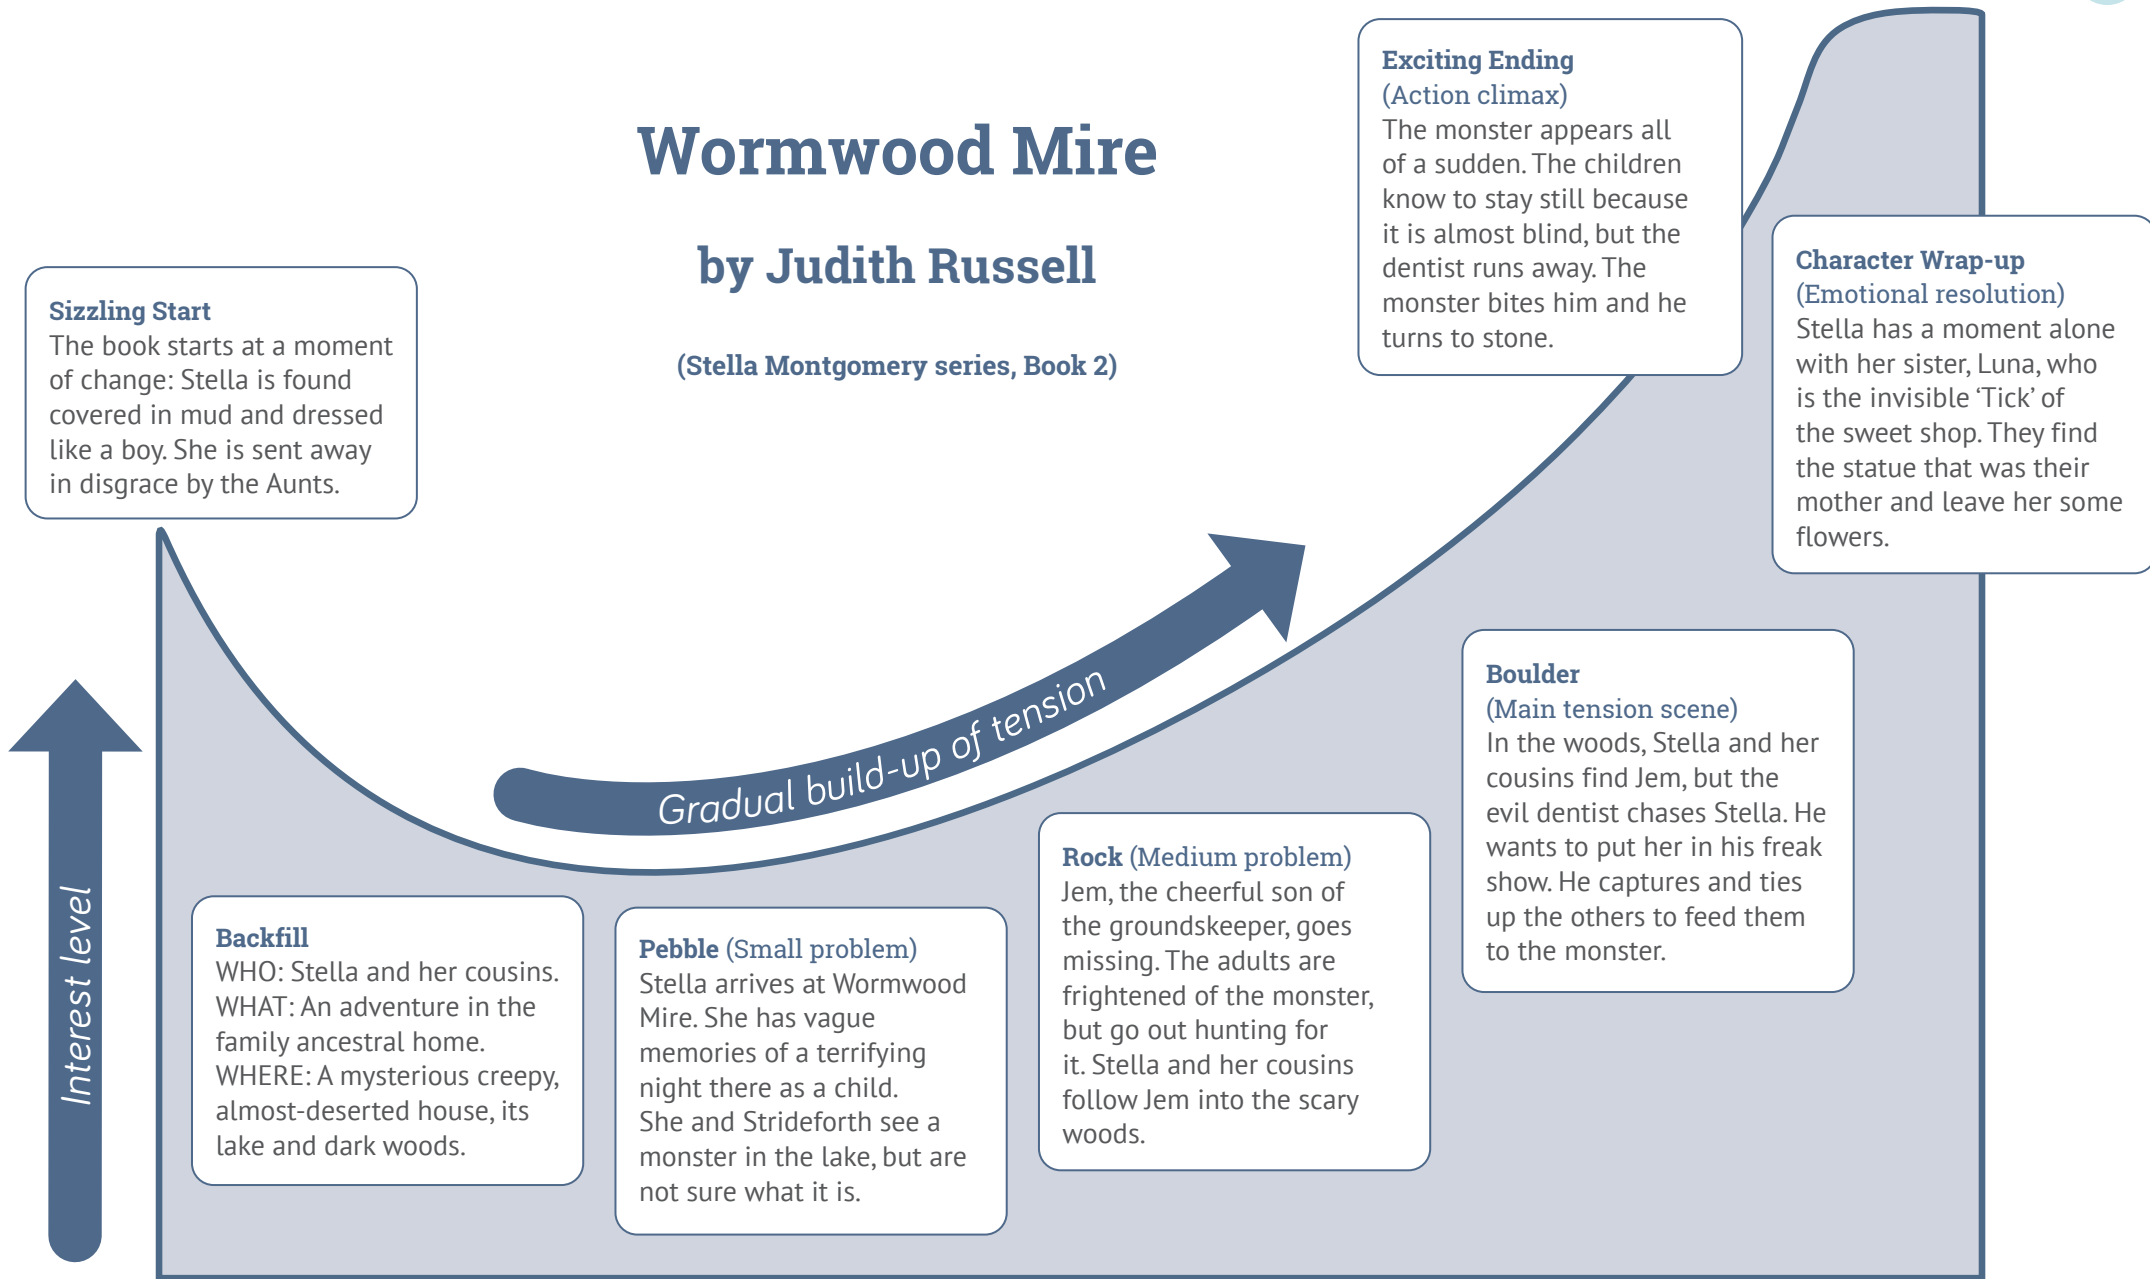 Wormwood Mire
by Judith Russell
(Stella Montgomery series, Book 2)
Sizzling Start
The book starts at a moment
of change: Stella is found
covered in mud and dressed
like a boy. She is sent away
in disgrace by the Aunts.
Interest level
Backfill
WHO: Stella and her cousins.
WHAT: An adventure in the
family ancestral home.
WHERE: A mysterious creepy,
almost-deserted house, its
lake and dark woods.
Gradual build-up of tension
Pebble (Small problem)
Stella arrives at Wormwood
Mire. She has vague
memories of a terrifying
night there as a child.
She and Strideforth see a
monster in the lake, but are
not sure what it is.
Rock (Medium problem)
Jem, the cheerful son of
the groundskeeper, goes
missing. The adults are
frightened of the monster,
but go out hunting for
it. Stella and her cousins
follow Jem into the scary
woods.
Boulder
(Main tension scene)
In the woods, Stella and her
cousins find Jem, but the
evil dentist chases Stella. He
wants to put her in his freak
show. He captures and ties
up the others to feed them
to the monster.
Exciting Ending
(Action climax)
The monster appears all
of a sudden. The children
know to stay still because
it is almost blind, but the
dentist runs away. The
monster bites him and he
turns to stone.
Character Wrap-up
(Emotional resolution)
Stella has a moment alone
with her sister, Luna, who
is the invisible ‘Tick’ of
the sweet shop. They find
the statue that was their
mother and leave her some
flowers.